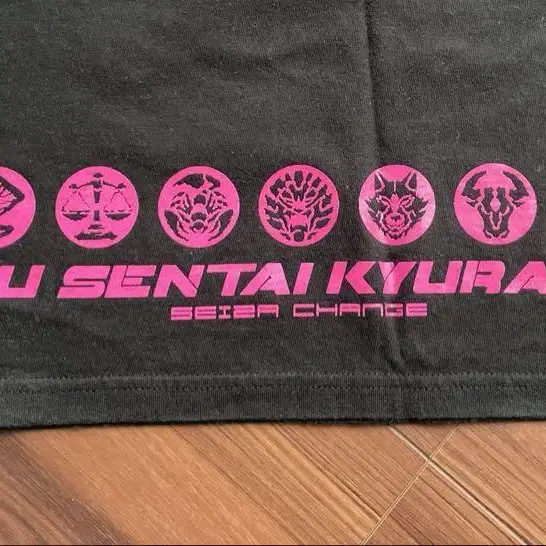 U SENTAI KYURA
SEIZA CHANGE